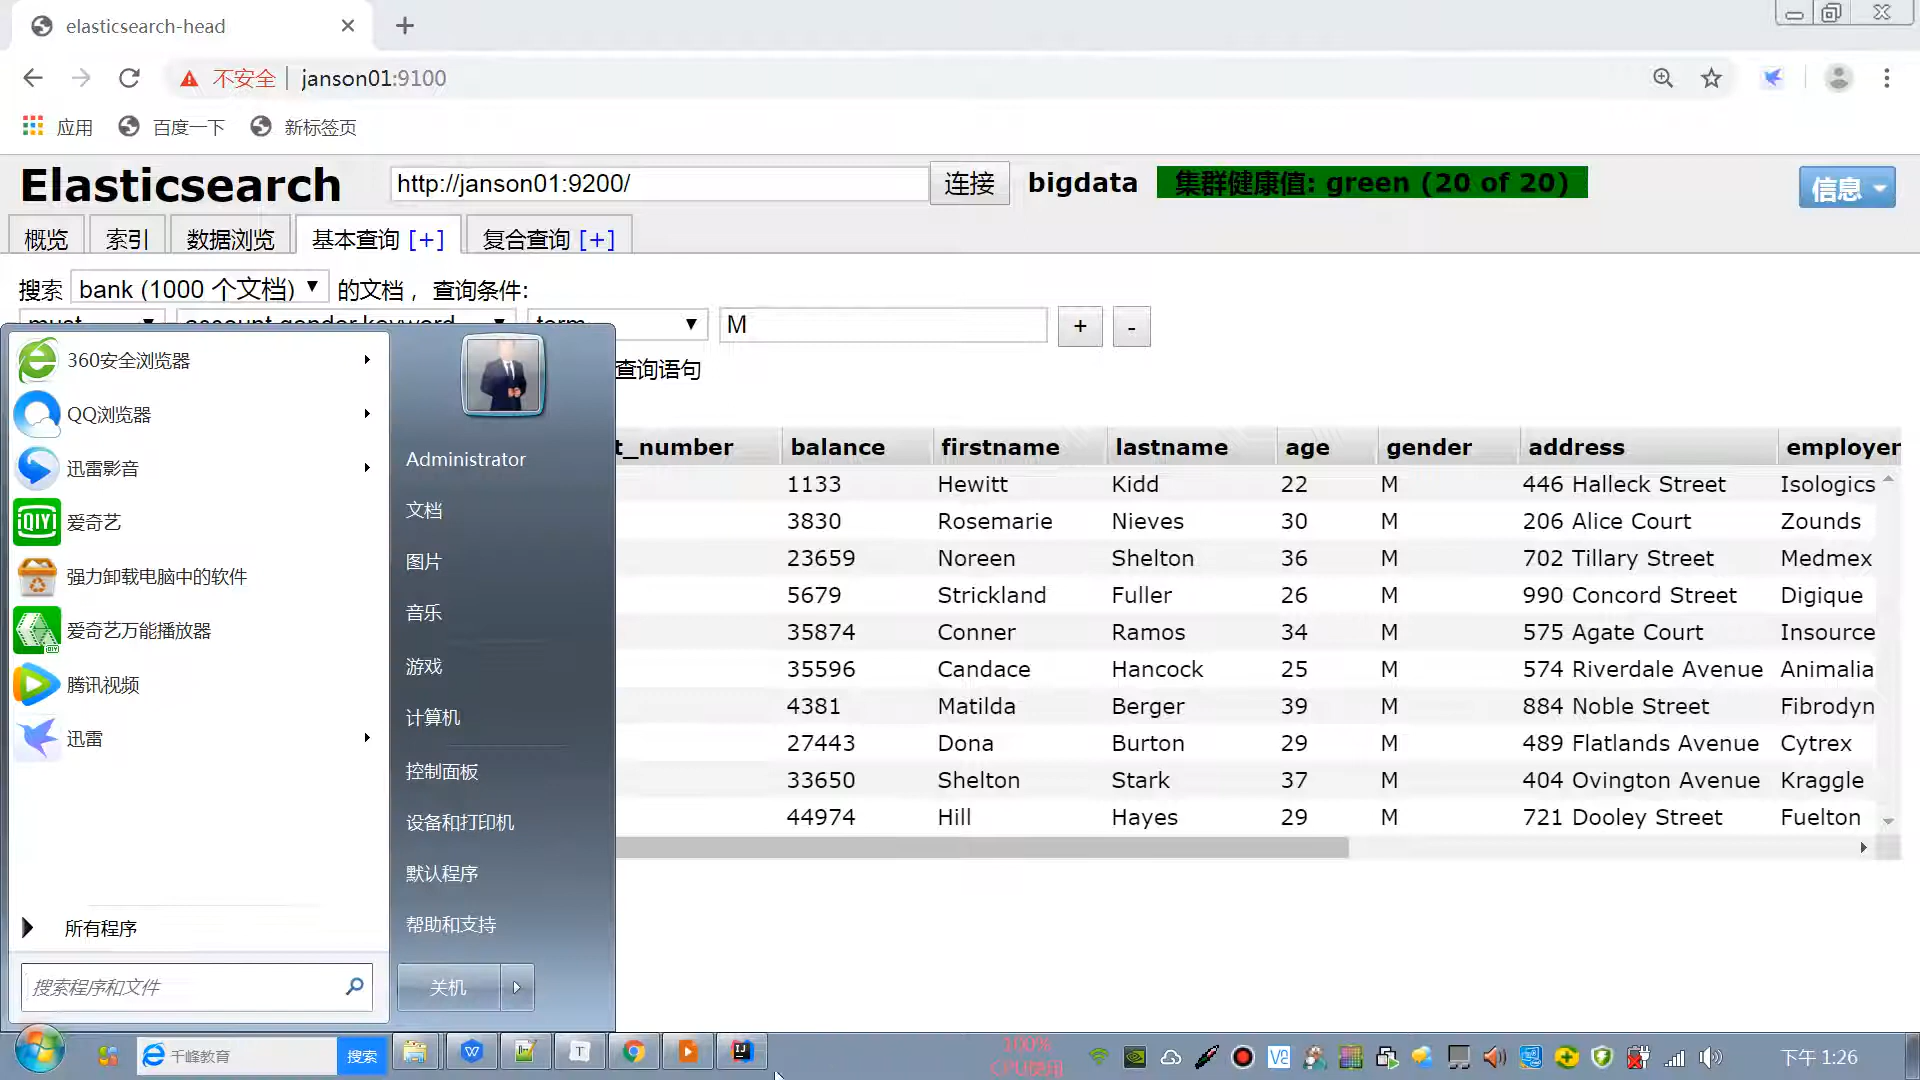 elasticsearch-head
不安全 janson01:9100
应用 百度一下 新标签页
Elasticsearch http://janson01:9200/ 连接 bigdata 集群健康值: green (20 of 20) 信息
概览 索引 数据浏览 基本查询 [+] 复合查询 [+]
搜索 bank (1000 个文档) 的文档， 查询条件:
must account.gender.keyword term M + -
查询语句
t_number balance firstname lastname age gender address employer
1133 Hewitt Kidd 22 M 446 Halleck Street Isologics
3830 Rosemarie Nieves 30 M 206 Alice Court Zounds
23659 Noreen Shelton 36 M 702 Tillary Street Medmex
5679 Strickland Fuller 26 M 990 Concord Street Digique
35874 Conner Ramos 34 M 575 Agate Court Insource
35596 Candace Hancock 25 M 574 Riverdale Avenue Animalia
4381 Matilda Berger 39 M 884 Noble Street Fibrodyn
27443 Dona Burton 29 M 489 Flatlands Avenue Cytrex
33650 Shelton Stark 37 M 404 Ovington Avenue Kraggle
44974 Hill Hayes 29 M 721 Dooley Street Fuelton
360安全浏览器
QQ浏览器
迅雷影音
iQIYI 爱奇艺
强力卸载电脑中的软件
爱奇艺万能播放器
腾讯视频
迅雷
所有程序
搜索程序和文件
Administrator
文档
图片
音乐
游戏
计算机
控制面板
设备和打印机
默认程序
帮助和支持
关机
千峰教育 搜索
100%
CPU使用
下午 1:26